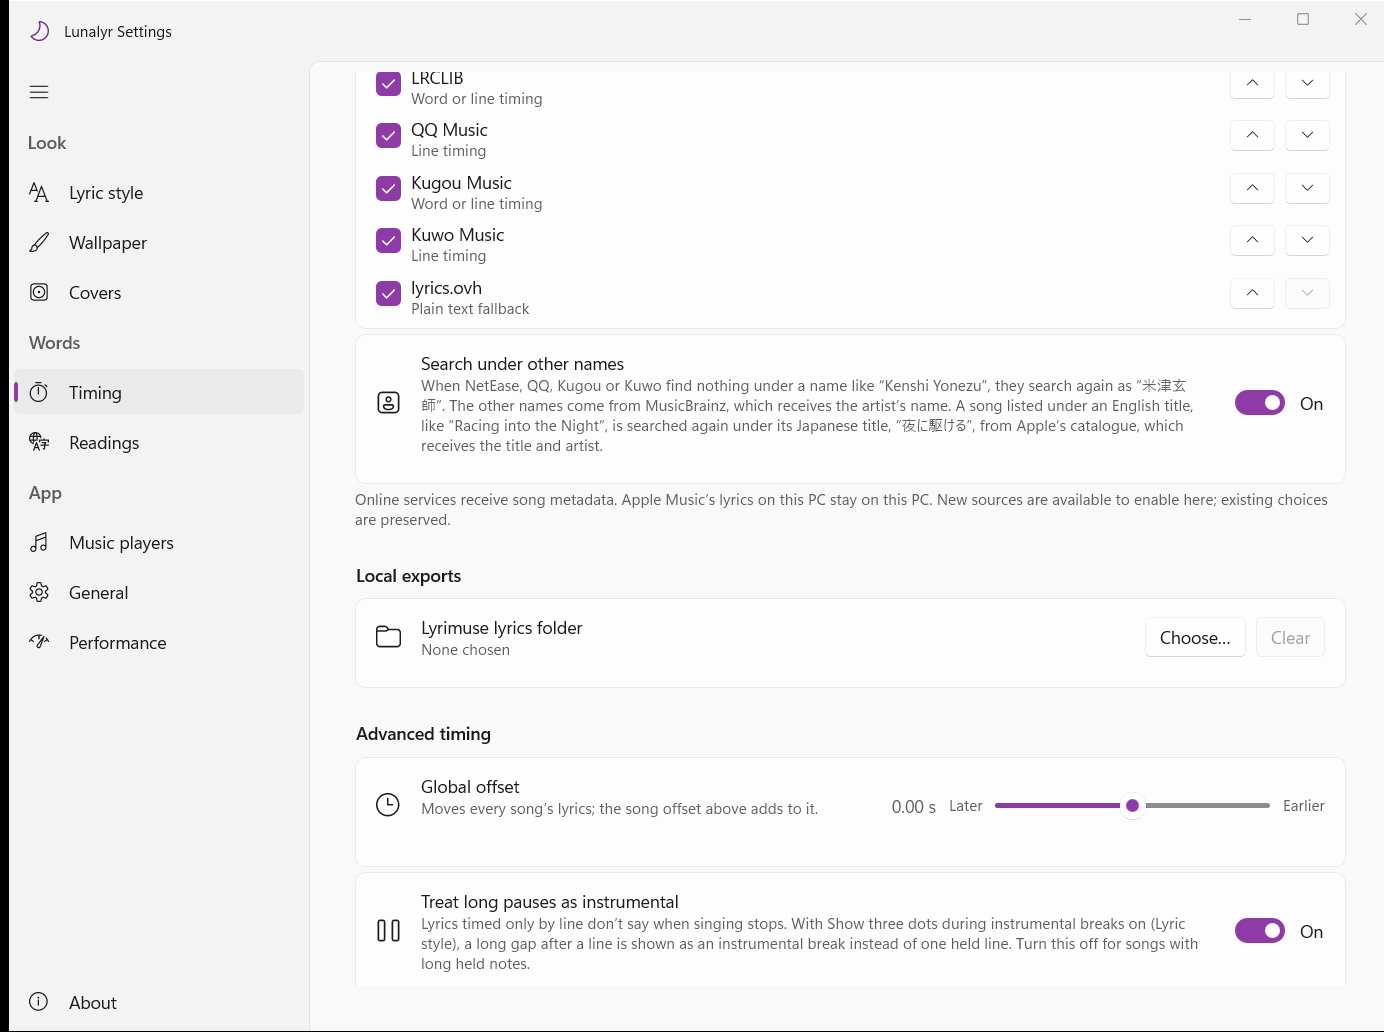 Lunalyr Settings
Look
Lyric style
Wallpaper
Covers
Words
Timing
Readings
App
Music players
General
Performance
About
LRCLIB
Word or line timing
QQ Music
Line timing
Kugou Music
Word or line timing
Kuwo Music
Line timing
lyrics.ovh
Plain text fallback
Search under other names
When NetEase, QQ, Kugou or Kuwo find nothing under a name like “Kenshi Yonezu”, they search again as “米津玄
師”. The other names come from MusicBrainz, which receives the artist’s name. A song listed under an English title,
like “Racing into the Night”, is searched again under its Japanese title, “夜に駆ける”, from Apple’s catalogue, which
receives the title and artist.
On
Online services receive song metadata. Apple Music’s lyrics on this PC stay on this PC. New sources are available to enable here; existing choices
are preserved.
Local exports
Lyrimuse lyrics folder
None chosen
Choose...
Clear
Advanced timing
Global offset
Moves every song’s lyrics; the song offset above adds to it.
0.00 s Later Earlier
Treat long pauses as instrumental
Lyrics timed only by line don’t say when singing stops. With Show three dots during instrumental breaks on (Lyric
style), a long gap after a line is shown as an instrumental break instead of one held line. Turn this off for songs with
long held notes.
On